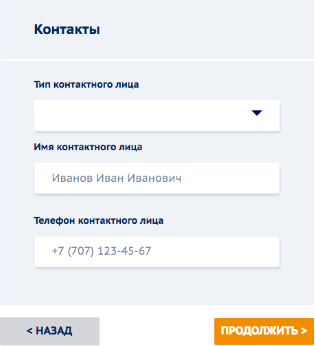 Контакты
Тип контактного лица
Имя контактного лица
Иванов Иван Иванович
Телефон контактного лица
+7 (707) 123-45-67
< НАЗАД
ПРОДОЛЖИТЬ >